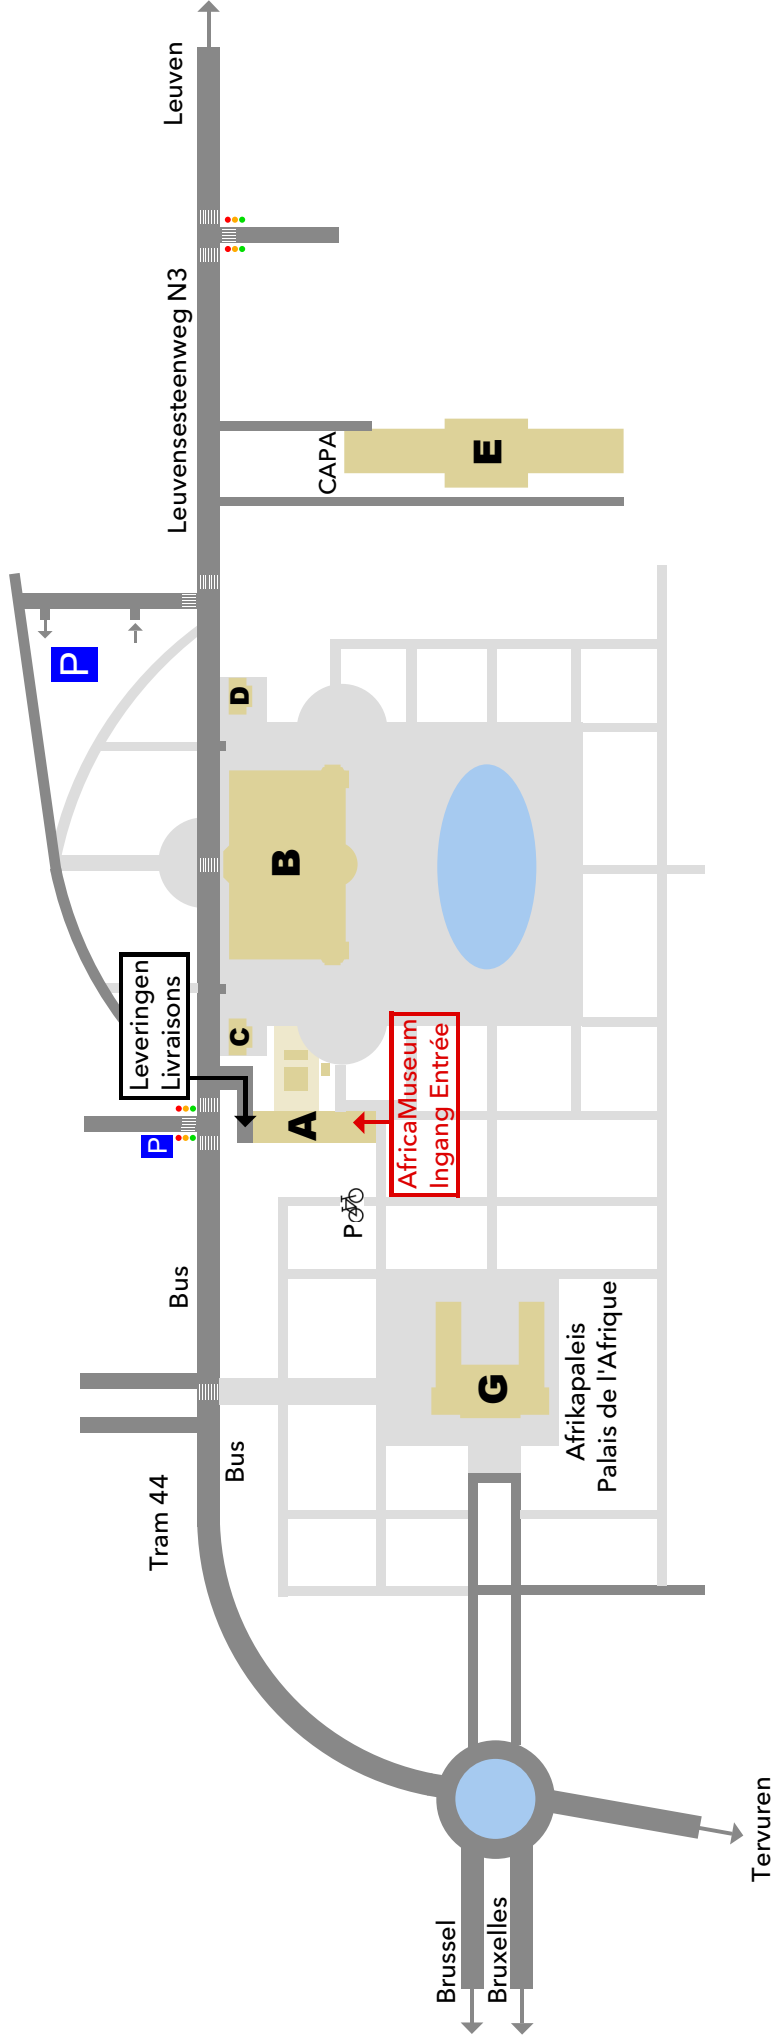 Leuven
Leuvensesteenweg N3
CAPA
E
P
D
B
Leveringen
Livraisons
C
A
AfricaMuseum
Ingang Entrée
P
P
Bus
G
Afrikapaleis
Palais de l'Afrique
Bus
Tram 44
Tervuren
Brussel
Bruxelles